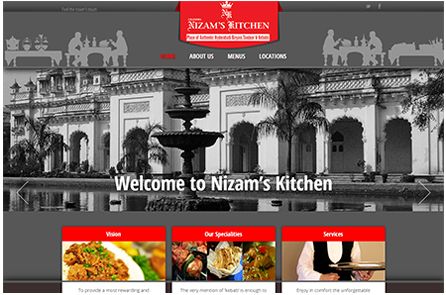 Feel the nawab's touch
NIZAM'S KITCHEN
Place of Authentic Hyderabadi Biryani Tandoor & Kebabs
HOME
ABOUT US
MENUS
LOCATIONS
Welcome to Nizam's Kitchen
Vision
Our Specialities
Services
To provide a most rewarding and
The very mention of 'kebab' is enough to
Enjoy in comfort the unforgettable